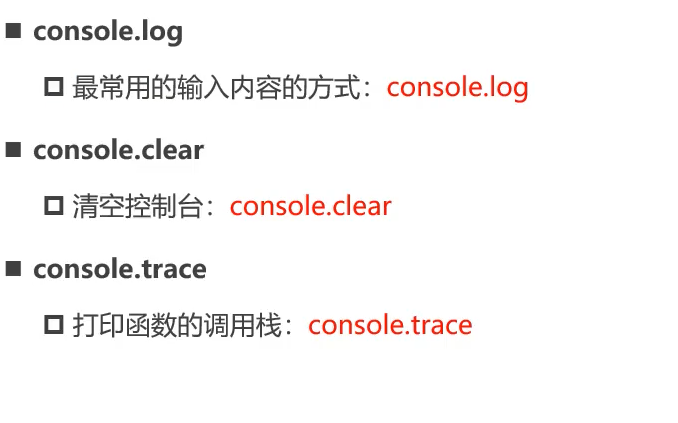 console.log
最常用的输入内容的方式：console.log
console.clear
清空控制台：console.clear
console.trace
打印函数的调用栈：console.trace